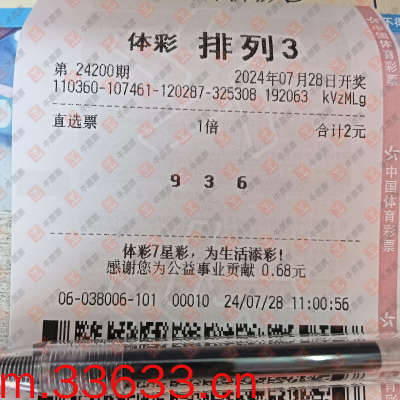 体彩 排列3
第 24200期 2024年07月28日开奖
110360-107461-120287-325308 192063 kVzMLg
直选票 1倍 合计2元
9 3 6
体彩7星彩，为生活添彩！
感谢您为公益事业贡献 0.68元
06-038006-101 00010 24/07/28 11:00:56
中国体育彩票
m.33633.cn